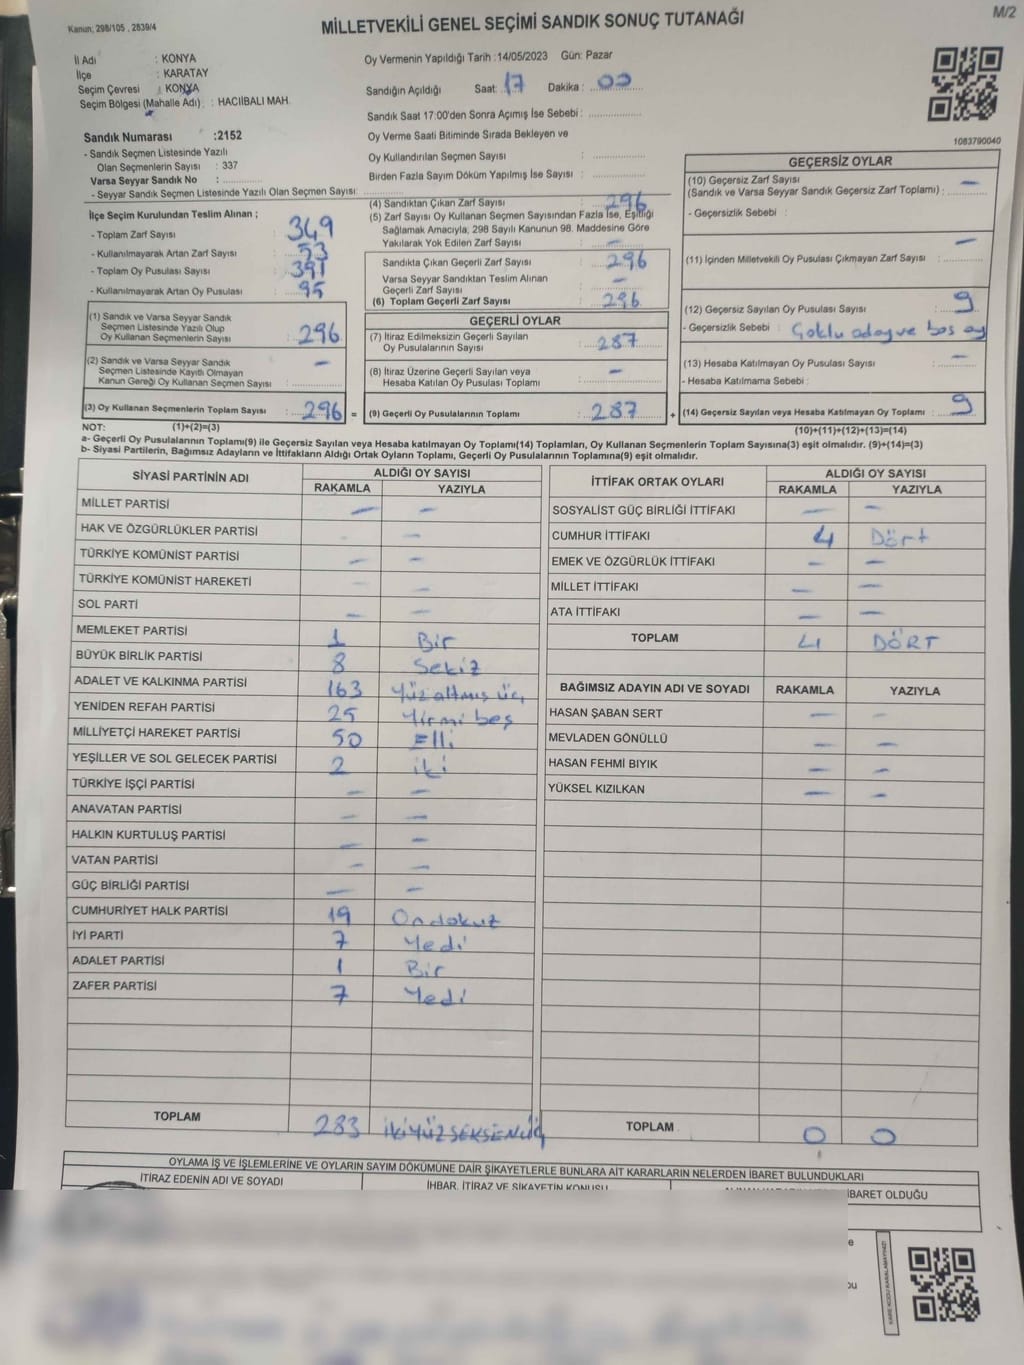 Kanun; 298/105 , 2839/4
MİLLETVEKİLİ GENEL SEÇİMİ SANDIK SONUÇ TUTANAĞI
M/2
İl Adı : KONYA
İlçe : KARATAY
Seçim Çevresi : KONYA
Seçim Bölgesi (Mahalle Adı) : HACIİBALI MAH.
Oy Vermenin Yapıldığı Tarih :14/05/2023 Gün: Pazar
Sandığın Açıldığı Saat: 17 Dakika : 00
Sandık Saat 17:00'den Sonra Açımış İse Sebebi :
Sandık Numarası :2152
- Sandık Seçmen Listesinde Yazılı
Olan Seçmenlerin Sayısı : 337
Varsa Seyyar Sandık No :
- Seyyar Sandık Seçmen Listesinde Yazılı Olan Seçmen Sayısı:
Oy Verme Saati Bitiminde Sırada Bekleyen ve
Oy Kullandırılan Seçmen Sayısı :
Birden Fazla Sayım Döküm Yapılmış İse Sayısı :
1083790040
İlçe Seçim Kurulundan Teslim Alınan ;
- Toplam Zarf Sayısı : 349
- Kullanılmayarak Artan Zarf Sayısı : 53
- Toplam Oy Pusulası Sayısı : 391
- Kullanılmayarak Artan Oy Pusulası : 95
(4) Sandıktan Çıkan Zarf Sayısı : 296
(5) Zarf Sayısı Oy Kullanan Seçmen Sayısından Fazla İse, Eşitliği
Sağlamak Amacıyla, 298 Sayılı Kanunun 98. Maddesine Göre
Yakılarak Yok Edilen Zarf Sayısı : –
Sandıkta Çıkan Geçerli Zarf Sayısı : 296
Varsa Seyyar Sandıktan Teslim Alınan
Geçerli Zarf Sayısı : –
(6) Toplam Geçerli Zarf Sayısı : 296
GEÇERSİZ OYLAR
(10) Geçersiz Zarf Sayısı
(Sandık ve Varsa Seyyar Sandık Geçersiz Zarf Toplamı) : –
- Geçersizlik Sebebi :
(11) İçinden Milletvekili Oy Pusulası Çıkmayan Zarf Sayısı : –
(12) Geçersiz Sayılan Oy Pusulası Sayısı : 9
- Geçersizlik Sebebi : Çoklu aday ve boş oy
(13) Hesaba Katılmayan Oy Pusulası Sayısı : –
- Hesaba Katılmama Sebebi :
(14) Geçersiz Sayılan veya Hesaba Katılmayan Oy Toplamı : 9
(10)+(11)+(12)+(13)=(14)
(1) Sandık ve Varsa Seyyar Sandık
Seçmen Listesinde Yazılı Olup
Oy Kullanan Seçmenlerin Sayısı : 296
(2) Sandık ve Varsa Seyyar Sandık
Seçmen Listesinde Kayıtlı Olmayan
Kanun Gereği Oy Kullanan Seçmen Sayısı : –
(3) Oy Kullanan Seçmenlerin Toplam Sayısı : 296 =
GEÇERLİ OYLAR
(7) İtiraz Edilmeksizin Geçerli Sayılan
Oy Pusulalarının Sayısı : 287
(8) İtiraz Üzerine Geçerli Sayılan veya
Hesaba Katılan Oy Pusulası Toplamı : –
(9) Geçerli Oy Pusulalarının Toplamı : 287 +
NOT: (1)+(2)=(3)
a- Geçerli Oy Pusulalarının Toplamı(9) ile Geçersiz Sayılan veya Hesaba katılmayan Oy Toplamı(14) Toplamları, Oy Kullanan Seçmenlerin Toplam Sayısına(3) eşit olmalıdır. (9)+(14)=(3)
b- Siyasi Partilerin, Bağımsız Adayların ve İttifakların Aldığı Ortak Oyların Toplamı, Geçerli Oy Pusulalarının Toplamına(9) eşit olmalıdır.
SİYASİ PARTİNİN ADI ALDIĞI OY SAYISI
RAKAMLA YAZIYLA
MİLLET PARTİSİ – –
HAK VE ÖZGÜRLÜKLER PARTİSİ – –
TÜRKİYE KOMÜNİST PARTİSİ – –
TÜRKİYE KOMÜNİST HAREKETİ – –
SOL PARTİ – –
MEMLEKET PARTİSİ 1 Bir
BÜYÜK BİRLİK PARTİSİ 8 Sekiz
ADALET VE KALKINMA PARTİSİ 163 Yüz altmış üç
YENİDEN REFAH PARTİSİ 25 Yirmi beş
MİLLİYETÇİ HAREKET PARTİSİ 50 Elli
YEŞİLLER VE SOL GELECEK PARTİSİ 2 iki
TÜRKİYE İŞÇİ PARTİSİ – –
ANAVATAN PARTİSİ – –
HALKIN KURTULUŞ PARTİSİ – –
VATAN PARTİSİ – –
GÜÇ BİRLİĞİ PARTİSİ – –
CUMHURİYET HALK PARTİSİ 19 Ondokuz
İYİ PARTİ 7 Yedi
ADALET PARTİSİ 1 Bir
ZAFER PARTİSİ 7 Yedi
TOPLAM 283 İKİYÜZSEKSENÜÇ
İTTİFAK ORTAK OYLARI ALDIĞI OY SAYISI
RAKAMLA YAZIYLA
SOSYALİST GÜÇ BİRLİĞİ İTTİFAKI – –
CUMHUR İTTİFAKI 4 Dört
EMEK VE ÖZGÜRLÜK İTTİFAKI – –
MİLLET İTTİFAKI – –
ATA İTTİFAKI – –
TOPLAM 4 DÖRT
BAĞIMSIZ ADAYIN ADI VE SOYADI RAKAMLA YAZIYLA
HASAN ŞABAN SERT – –
MEVLADEN GÖNÜLLÜ – –
HASAN FEHMİ BIYIK – –
YÜKSEL KIZILKAN – –
TOPLAM 0 0
OYLAMA İŞ VE İŞLEMLERİNE VE OYLARIN SAYIM DÖKÜMÜNE DAİR ŞİKAYETLERLE BUNLARA AİT KARARLARIN NELERDEN İBARET BULUNDUKLARI
İTİRAZ EDENİN ADI VE SOYADI
İHBAR, İTİRAZ VE ŞİKAYETİN KONUSU
İBARET OLDUĞU